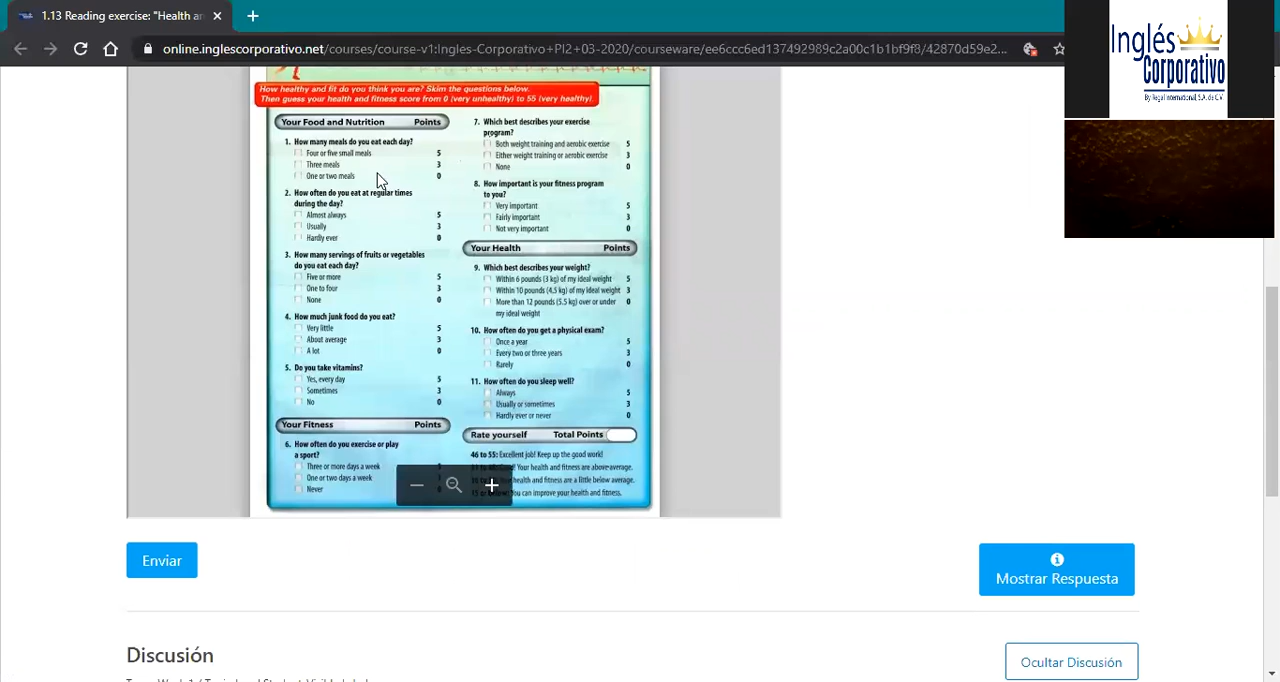 1.13 Reading exercise: "Health an
online.inglescorporativo.net/courses/course-v1:Ingles-Corporativo+PI2+03-2020/courseware/ee6ccc6ed137492989c2a00c1b1bf9f8/42870d59e2...
Inglés
Corporativo
By Regal International, S.A. de C.V.
How healthy and fit do you think you are? Skim the questions below.
Then guess your health and fitness score from 0 (very unhealthy) to 55 (very healthy).
Your Food and Nutrition Points
1. How many meals do you eat each day?
Four or five small meals 5
Three meals 3
One or two meals 0
2. How often do you eat at regular times
during the day?
Almost always 5
Usually 3
Hardly ever 0
3. How many servings of fruits or vegetables
do you eat each day?
Five or more 5
One to four 3
None 0
4. How much junk food do you eat?
Very little 5
About average 3
A lot 0
5. Do you take vitamins?
Yes, every day 5
Sometimes 3
No 0
Your Fitness Points
6. How often do you exercise or play
a sport?
Three or more days a week
One or two days a week
Never
7. Which best describes your exercise
program?
Both weight training and aerobic exercise 5
Either weight training or aerobic exercise 3
None 0
8. How important is your fitness program
to you?
Very important 5
Fairly important 3
Not very important 0
Your Health Points
9. Which best describes your weight?
Within 6 pounds (3 kg) of my ideal weight 5
Within 10 pounds (4.5 kg) of my ideal weight 3
More than 12 pounds (5.5 kg) over or under 0
my ideal weight
10. How often do you get a physical exam?
Once a year 5
Every two or three years 3
Rarely 0
11. How often do you sleep well?
Always 5
Usually or sometimes 3
Hardly ever or never 0
Rate yourself Total Points
46 to 55: Excellent job! Keep up the good work!
Your health and fitness are above average.
health and fitness are a little below average.
You can improve your health and fitness.
Enviar
Mostrar Respuesta
Discusión
Ocultar Discusión